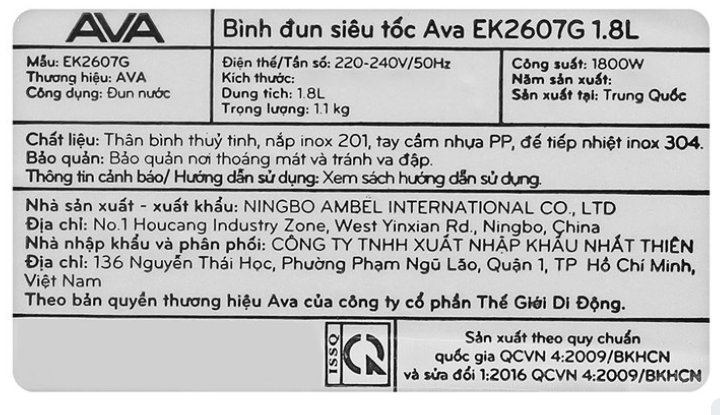 AVA
Bình đun siêu tốc Ava EK2607G 1.8L
Mẫu: EK2607G
Thương hiệu: AVA
Công dụng: Đun nước
Điện thế/Tần số: 220-240V/50Hz
Kích thước:
Dung tích: 1.8L
Trọng lượng: 1.1 kg
Công suất: 1800W
Năm sản xuất:
Sản xuất tại: Trung Quốc
Chất liệu: Thân bình thuỷ tinh, nắp inox 201, tay cầm nhựa PP, đế tiếp nhiệt inox 304.
Bảo quản: Bảo quản nơi thoáng mát và tránh va đập.
Thông tin cảnh báo/ Hướng dẫn sử dụng: Xem sách hướng dẫn sử dụng.
Nhà sản xuất - xuất khẩu: NINGBO AMBEL INTERNATIONAL CO., LTD
Địa chỉ: No.1 Houcang Industry Zone, West Yinxian Rd., Ningbo, China
Nhà nhập khẩu và phân phối: CÔNG TY TNHH XUẤT NHẬP KHẨU NHẤT THIÊN
Địa chỉ: 136 Nguyễn Thái Học, Phường Phạm Ngũ Lão, Quận 1, TP Hồ Chí Minh,
Việt Nam
Theo bản quyền thương hiệu Ava của công ty cổ phần Thế Giới Di Động.
ISSQ
Sản xuất theo quy chuẩn
quốc gia QCVN 4:2009/BKHCN
và sửa đổi 1:2016 QCVN 4:2009/BKHCN